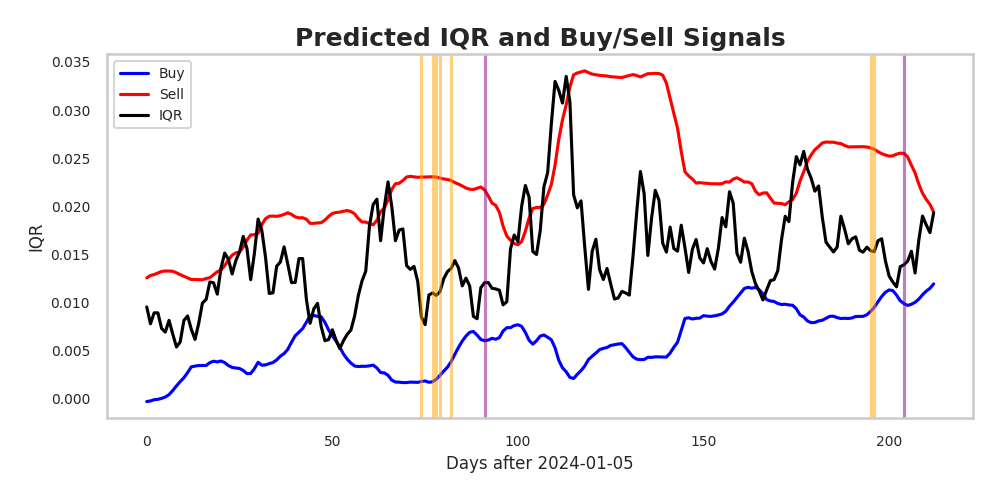 Predicted IQR and Buy/Sell Signals
Buy
Sell
IQR
0.035
0.030
0.025
0.020
0.015
0.010
0.005
0.000
IQR
0 50 100 150 200
Days after 2024-01-05